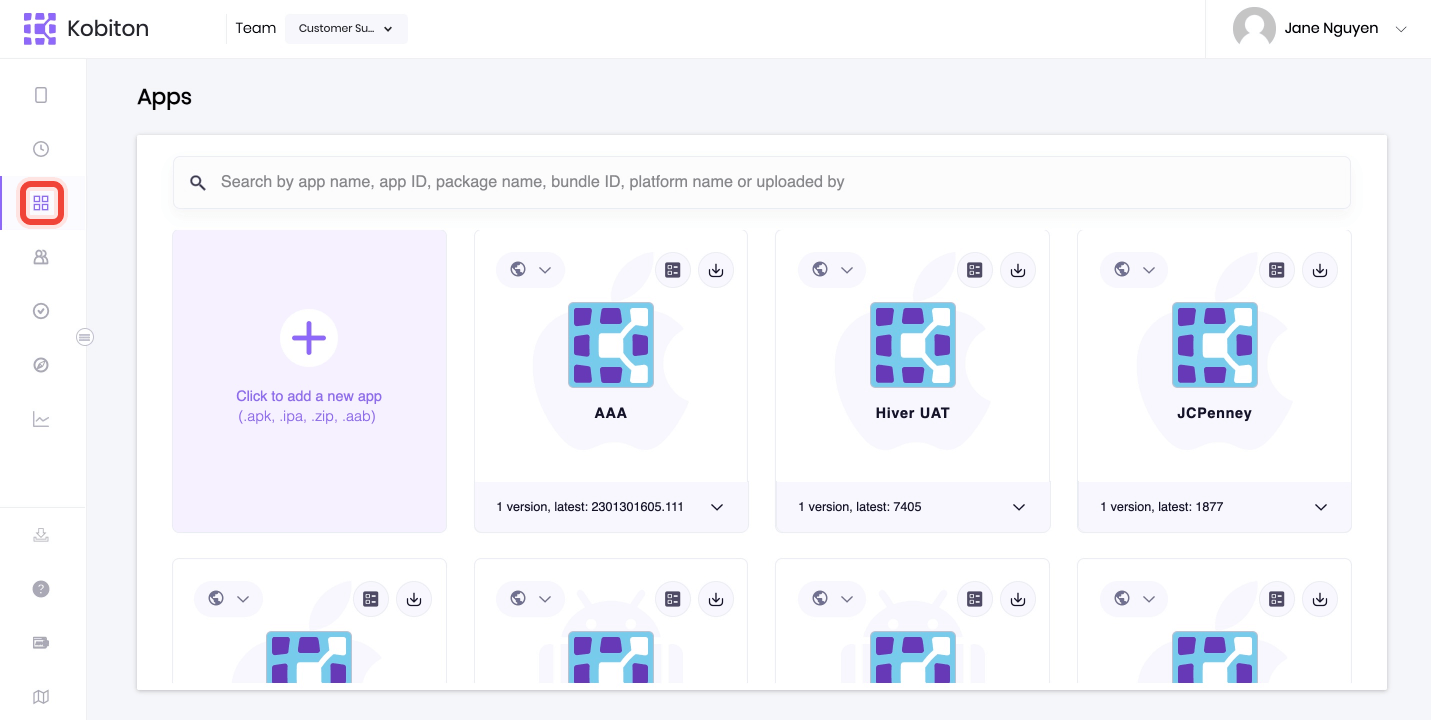 Kobiton
Team
Customer Su...
Jane Nguyen
Apps
Search by app name, app ID, package name, bundle ID, platform name or uploaded by
Click to add a new app
(.apk, .ipa, .zip, .aab)
AAA
1 version, latest: 2301301605.111
Hiver UAT
1 version, latest: 7405
JCPenney
1 version, latest: 1877